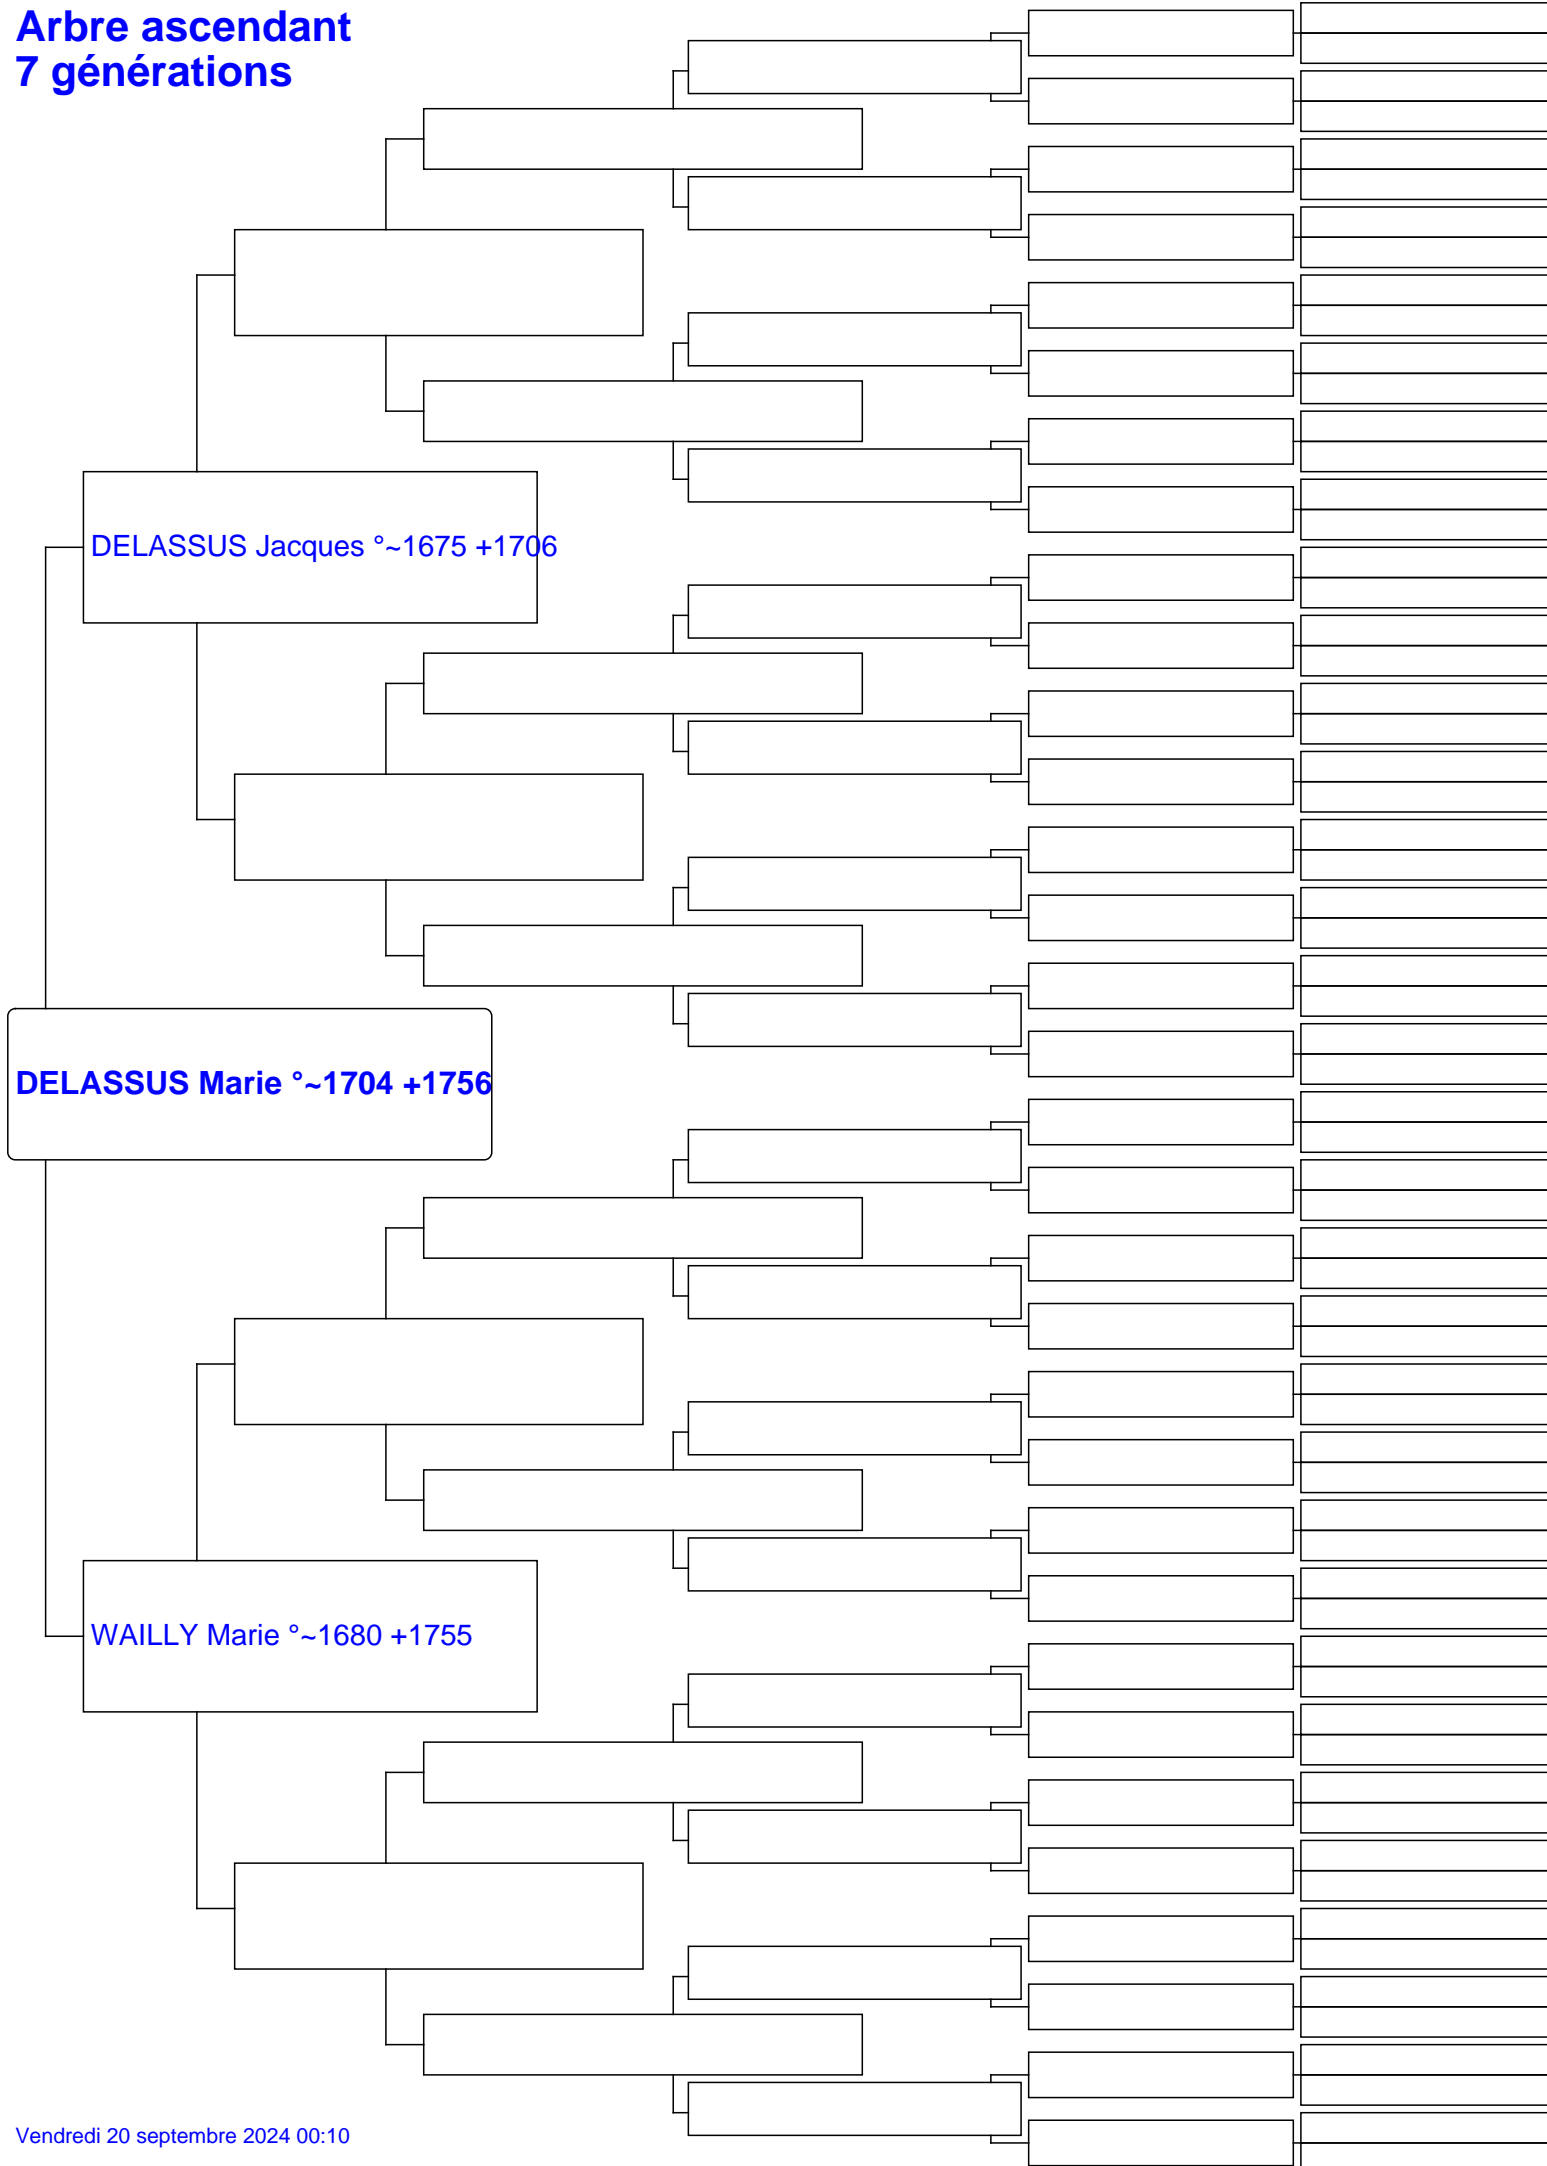 Arbre ascendant
7 générations
DELASSUS Jacques °~1675 +1706
DELASSUS Marie °~1704 +1756
WAILLY Marie °~1680 +1755
Vendredi 20 septembre 2024 00:10